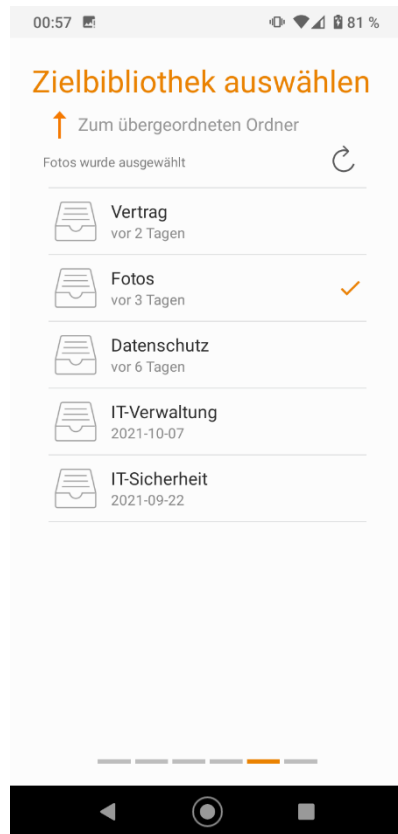 00:57 81 %
Zielbibliothek auswählen
Zum übergeordneten Ordner
Fotos wurde ausgewählt
Vertrag
vor 2 Tagen
Fotos
vor 3 Tagen
Datenschutz
vor 6 Tagen
IT-Verwaltung
2021-10-07
IT-Sicherheit
2021-09-22